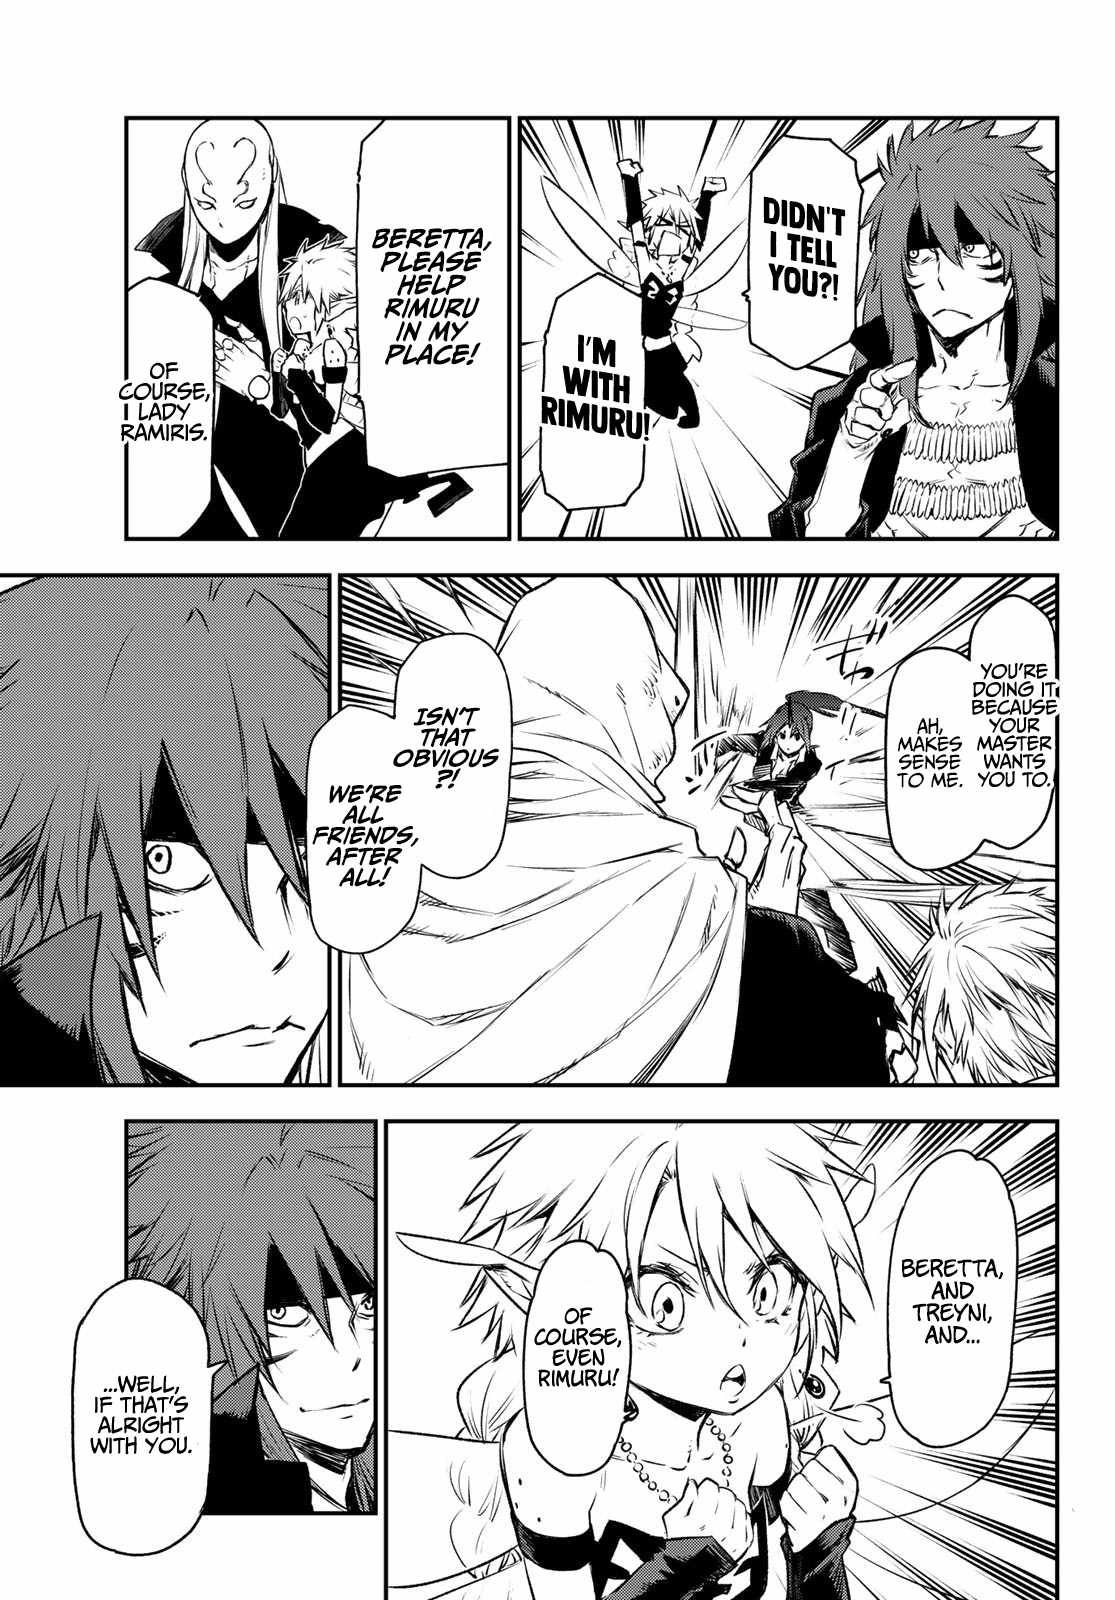 DIDN'T
I TELL
YOU?!
I'M
WITH
RIMURU!
BERETTA,
PLEASE
HELP
RIMURU
IN MY
PLACE!
OF
COURSE,
I LADY
RAMIRIS.
YOU'RE
DOING IT
BECAUSE
YOUR
MASTER
WANTS
YOU TO.
AH,
MAKES
SENSE
TO ME.
ISN'T
THAT
OBVIOUS
?!
WE'RE
ALL
FRIENDS,
AFTER
ALL!
BERETTA,
AND
TREYNI,
AND...
OF
COURSE,
EVEN
RIMURU!
...WELL,
IF THAT'S
ALRIGHT
WITH YOU.